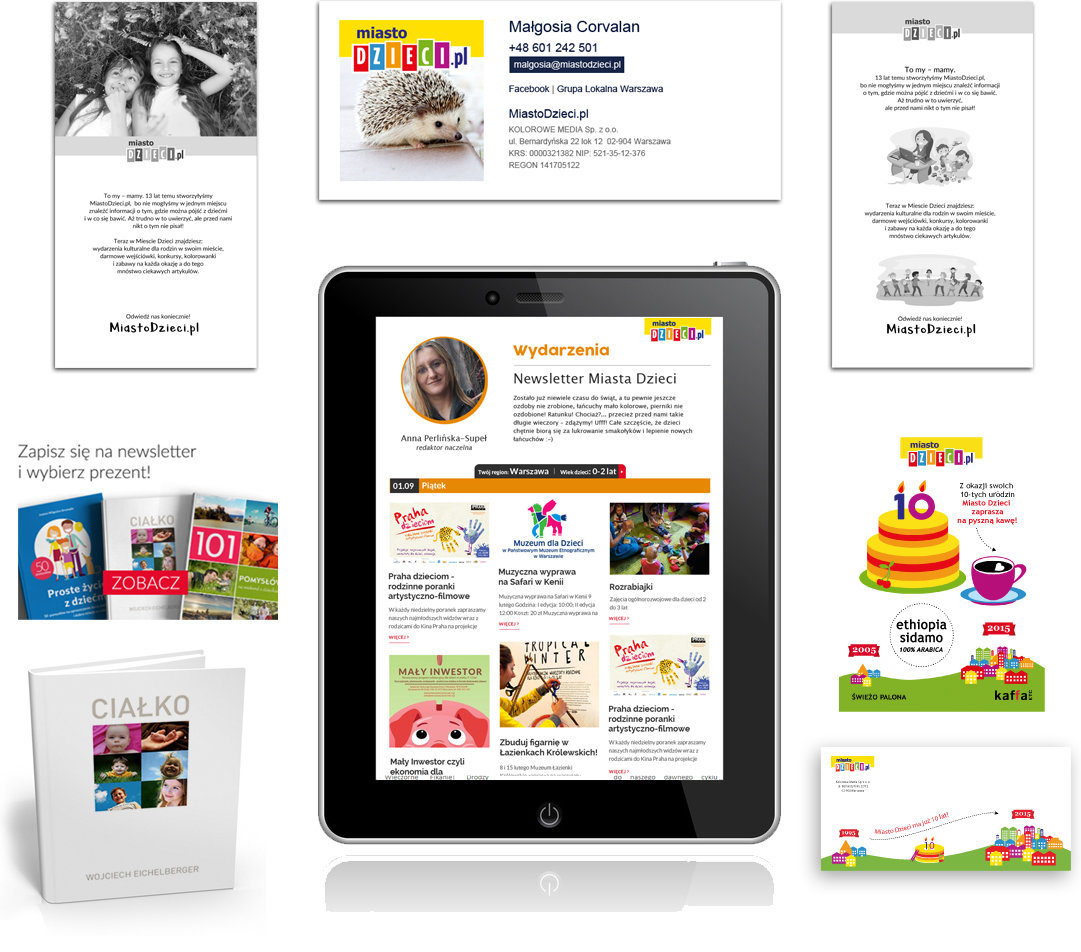 miasto
DZIECI.pl
To my – mamy. 13 lat temu stworzyłyśmy
MiastoDzieci.pl, bo nie mogłyśmy w jednym miejscu
znaleźć informacji o tym, gdzie można pójść z dziećmi
i w co się bawić. Aż trudno w to uwierzyć, ale przed nami
nikt o tym nie pisał!
Teraz w Miescie Dzieci znajdziesz:
wydarzenia kulturalne dla rodzin w swoim mieście,
darmowe wejściówki, konkursy, kolorowanki
i zabawy na każda okazję a do tego
mnóstwo ciekawych artykułów.
Odwiedź nas koniecznie!
MiastoDzieci.pl
miasto
DZIECI.pl
Małgosia Corvalan
+48 601 242 501
malgosia@miastodzieci.pl
Facebook | Grupa Lokalna Warszawa
MiastoDzieci.pl
KOLOROWE MEDIA Sp. z o.o.
ul. Bernardyńska 22 lok 12 02-904 Warszawa
KRS: 0000321382 NIP: 521-35-12-376
REGON 141705122
miasto
DZIECI.pl
To my – mamy.
13 lat temu stworzyłyśmy MiastoDzieci.pl,
bo nie mogłyśmy w jednym miejscu znaleźć informacji
o tym, gdzie można pójść z dziećmi i w co się bawić.
Aż trudno w to uwierzyć,
ale przed nami nikt o tym nie pisał!
Teraz w Mieście Dzieci znajdziesz:
wydarzenia kulturalne dla rodzin w swoim mieście,
darmowe wejściówki, konkursy, kolorowanki
i zabawy na każda okazję a do tego
mnóstwo ciekawych artykułów.
Odwiedź nas koniecznie!
MiastoDzieci.pl
Zapisz się na newsletter
i wybierz prezent!
50
Proste życie
z dziećmi
CIAŁKO
ZOBACZ
WOJCIECH EICHELBERGER
101
POMYSŁÓW
CIAŁKO
WOJCIECH EICHELBERGER
miasto
DZIECI.pl
Wydarzenia
Newsletter Miasta Dzieci
Zostało już niewiele czasu do świąt, a tu pewnie jeszcze
ozdoby nie zrobione, łańcuchy mało kolorowe, pierniki nie
ozdobione! Ratunku! Chociaż?... przecież przed nami takie
długie wieczory – zdążymy! Ufff! Całe szczęście, że dzieci
chętnie biorą się za lukrowanie smakołyków i lepienie nowych
łańcuchów :-)
Anna Perlińska-Supeł
redaktor naczelna
Twój region: Warszawa | Wiek dzieci: 0-2 lat
01.09 Piątek
Praha
dzieciom
Praha dzieciom -
rodzinne poranki
artystyczno-filmowe
W każdy niedzielny poranek zapraszamy
naszych najmłodszych widzów wraz z
rodzicami do Kina Praha na projekcje
WIĘCEJ >
Muzeum dla Dzieci
w Państwowym Muzeum Etnograficznym
w Warszawie
Muzyczna wyprawa
na Safari w Kenii
Muzyczna wyprawa na Safari w Kenii 9
lutego Godzina: I edycja: 10:00; II edycja
12:00 Koszt: 20 zł Muzyczna wyprawa na
WIĘCEJ >
Rozrabiajki
Zajęcia ogólnorozwojowe dla dzieci od 2
do 3 lat
WIĘCEJ >
MAŁY INWESTOR
Mały Inwestor czyli
ekonomia dla
TROPICAL
WINTER
Zbuduj figarnię w
Łazienkach Królewskich!
8 i 15 lutego Muzeum Łazienki
Praha
dzieciom
Praha dzieciom -
rodzinne poranki
artystyczno-filmowe
W każdy niedzielny poranek zapraszamy
naszych najmłodszych widzów wraz z
rodzicami do Kina Praha na projekcje
WIĘCEJ >
do naszego dawnego cyklu
miasto
DZIECI.pl
10
Z okazji swoich
10-tych urodzin
Miasto Dzieci
zaprasza
na pyszną kawę!
ethiopia
sidamo
100% ARABICA
2005
2015
ŚWIEŻO PALONA
kaffa
miasto
DZIECI.pl
1995
Miasto Dzieci ma już 10 lat!
10
2015